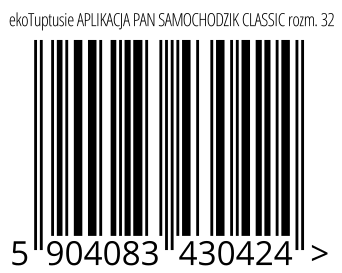 ekoTuptusie APLIKACJA PAN SAMOCHODZIK CLASSIC rozm. 32
5 904083 430424 >